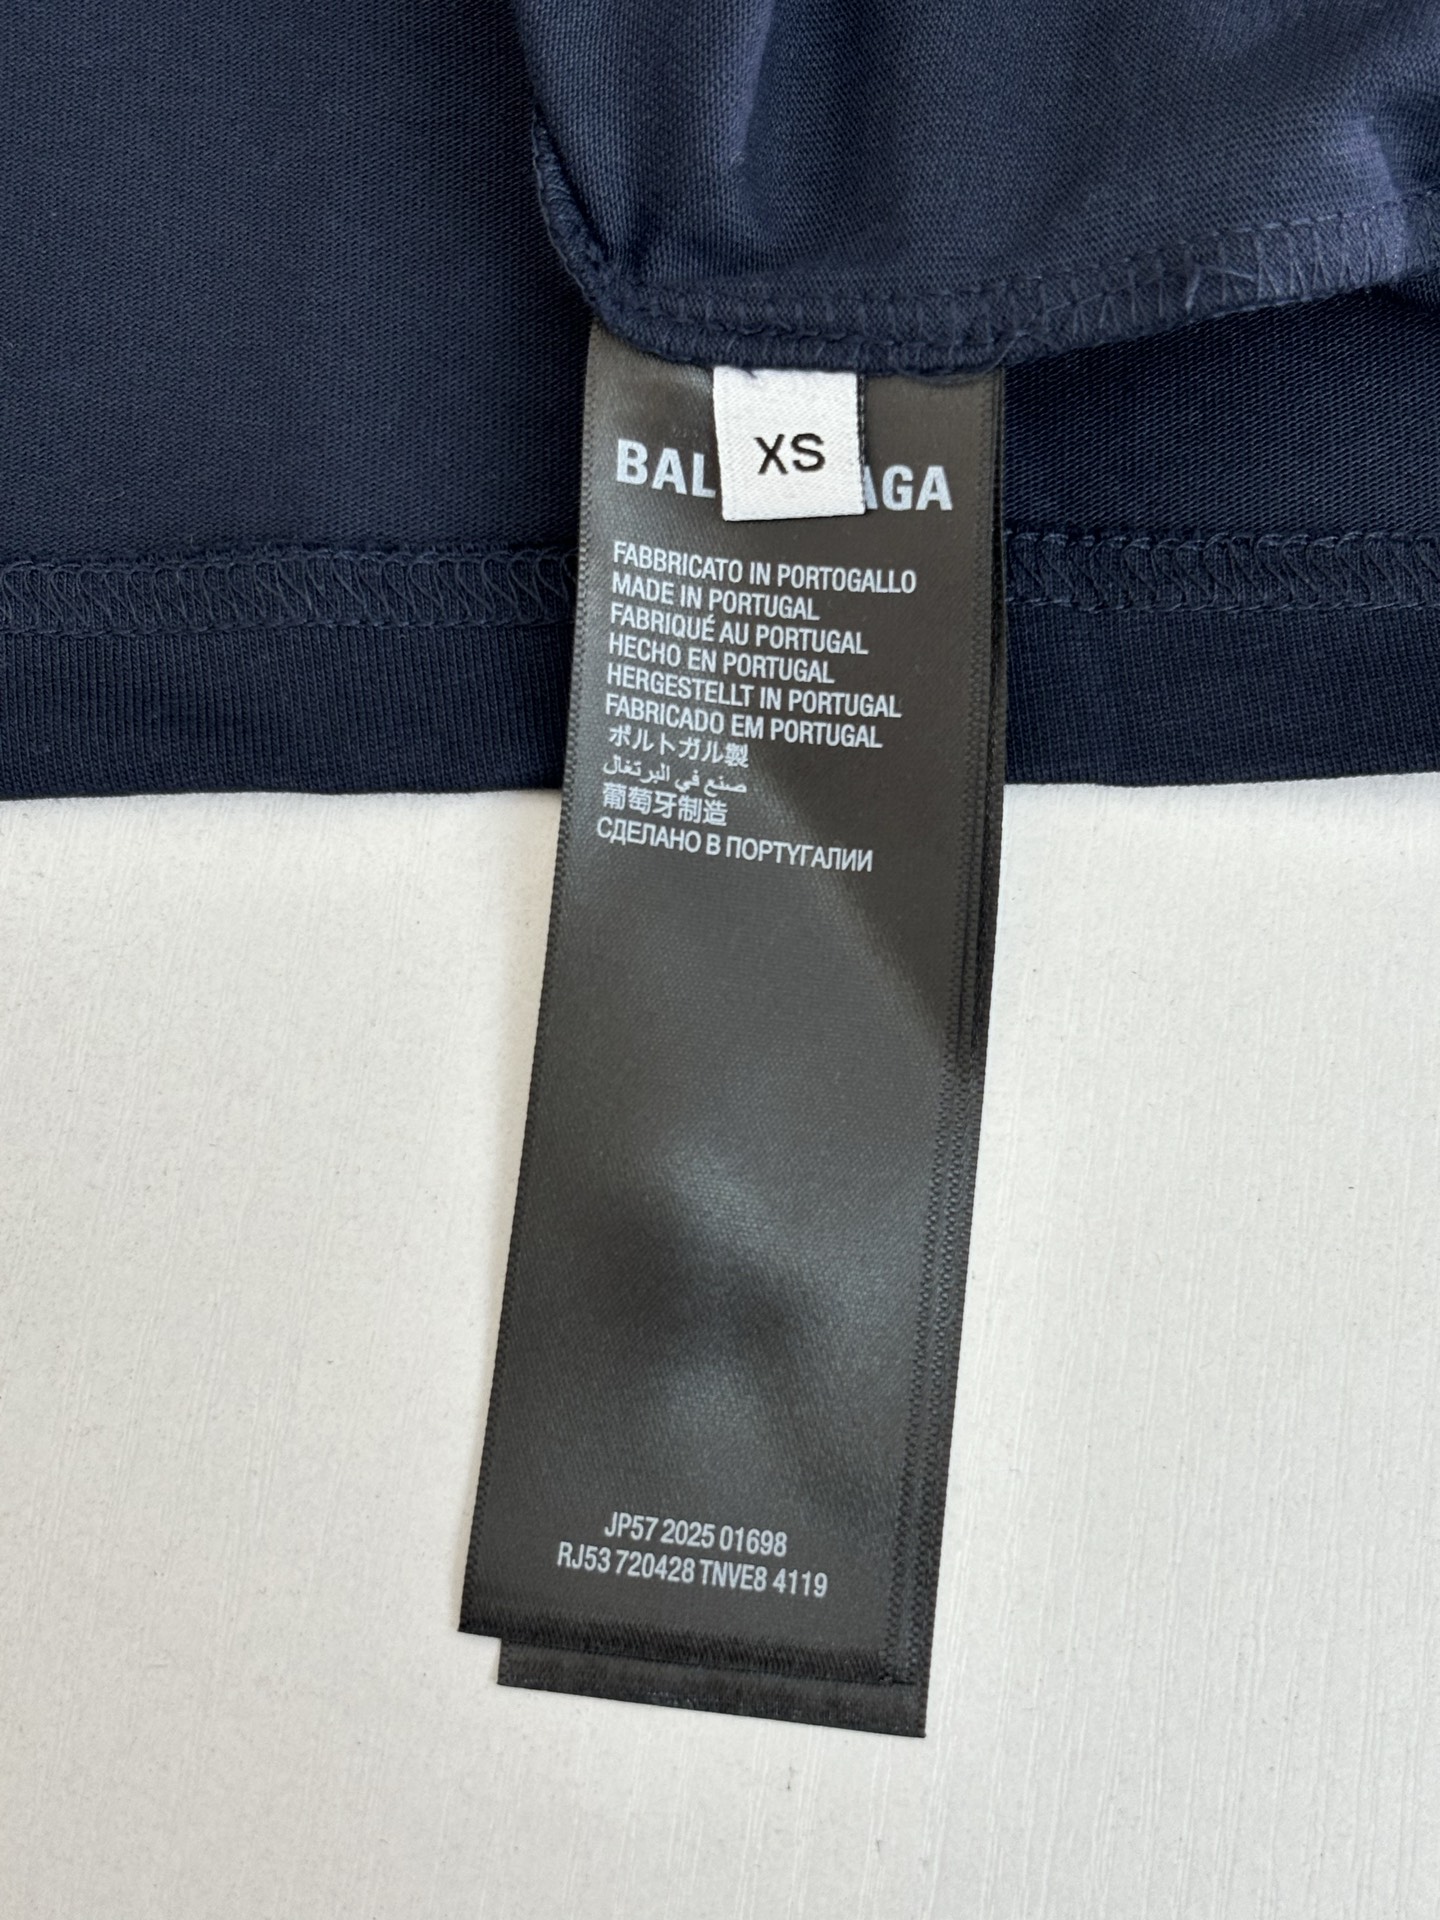 XS
BAL AGA
FABBRICATO IN PORTOGALLO
MADE IN PORTUGAL
FABRIQUÉ AU PORTUGAL
HECHO EN PORTUGAL
HERGESTELLT IN PORTUGAL
FABRICADO EM PORTUGAL
ポルトガル製
صنع في البرتغال
葡萄牙制造
СДЕЛАНО В ПОРТУГАЛИИ
JP57 2025 01698
RJ53 720428 TNVE8 4119